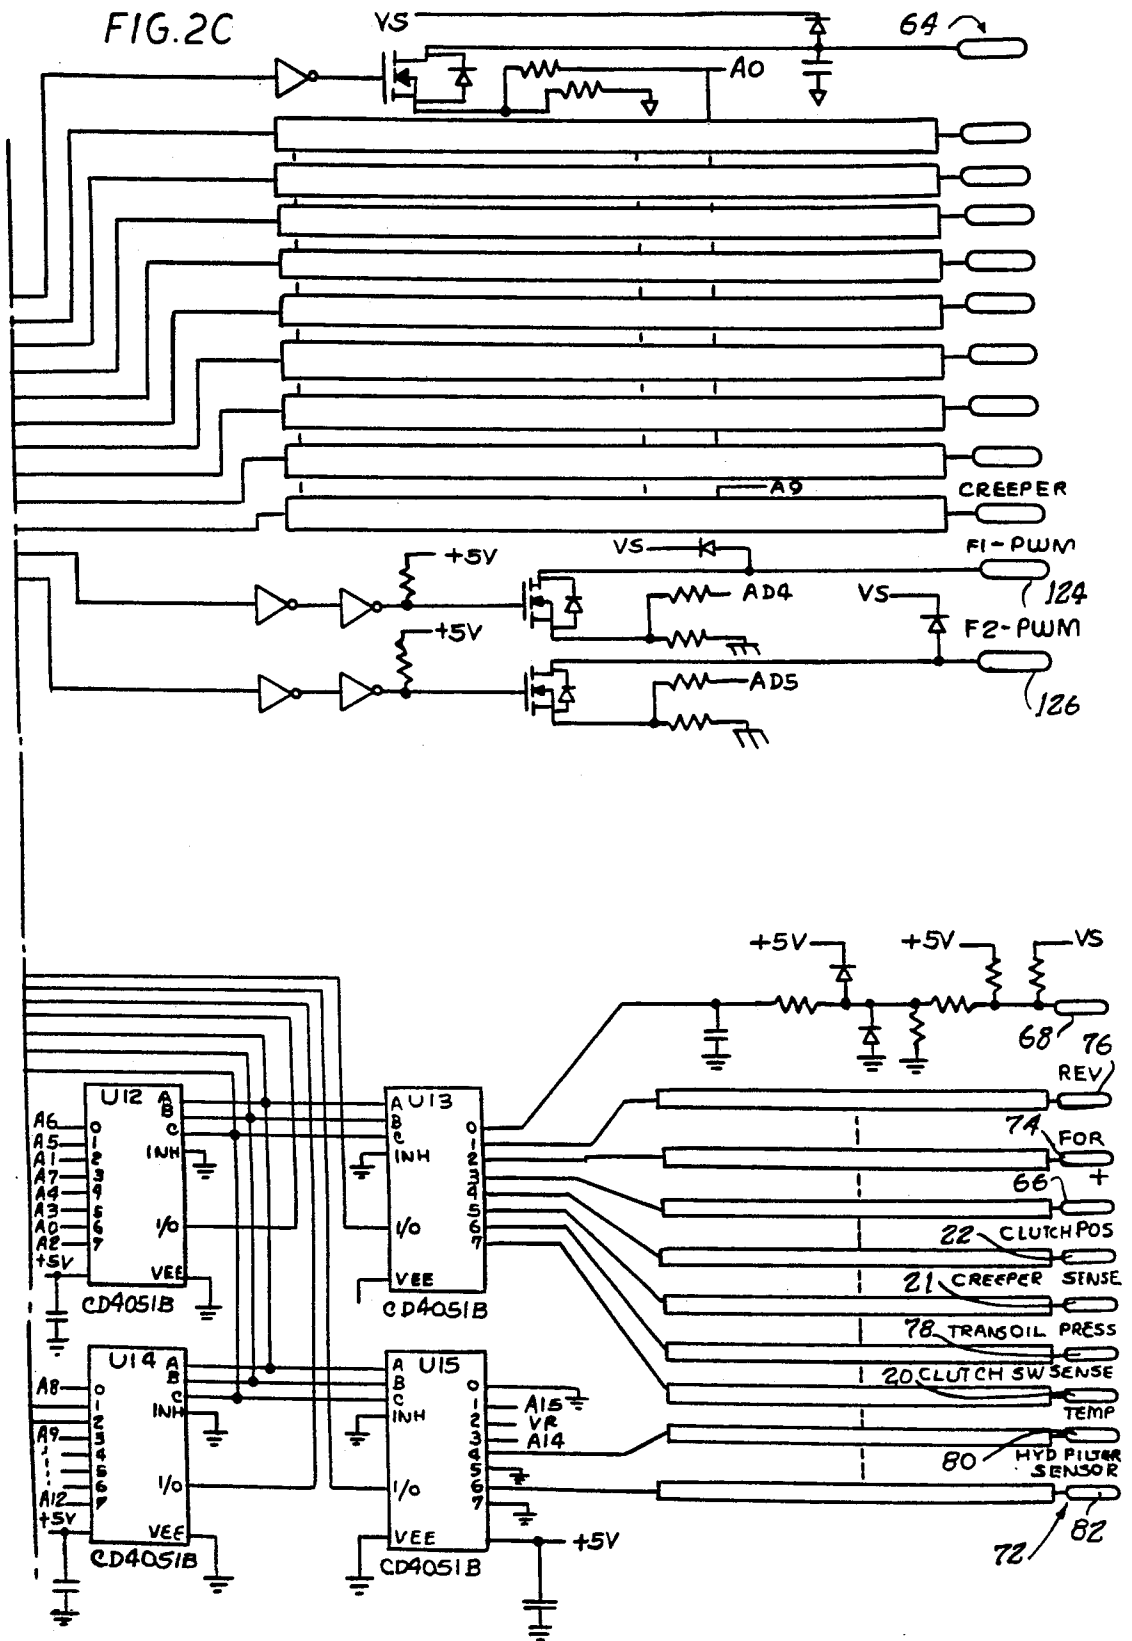 FIG.2C
VS
64
A0
A9
CREEPER
VS
F1-PWM
+5V
AD4
VS
124
+5V
F2-PWM
AD5
126
+5V
+5V
VS
68
76
REV
U12
A
B
C
INH
I/O
VEE
CD4051B
A6 0
A5 1
A1 2
A7 3
A4 4
A3 5
A0 6
A2 7
+5V
U13
A
B
C
INH
I/O
VEE
CD4051B
0
1
2
3
4
5
6
7
74
FOR
+
66
CLUTCH POS
22
21 CREEPER SENSE
78 TRANSOIL PRESS
20 CLUTCH SW SENSE
TEMP
80
HYD FILTER
SENSOR
72
82
U14
A
B
C
INH
I/O
VEE
CD4051B
A8 0
1
2
A9 3
4
5
6
A12 7
+5V
U15
A
B
C
INH
I/O
VEE
CD4051B
0
1 A15
2 VR
3 A14
4
5
6
7
+5V